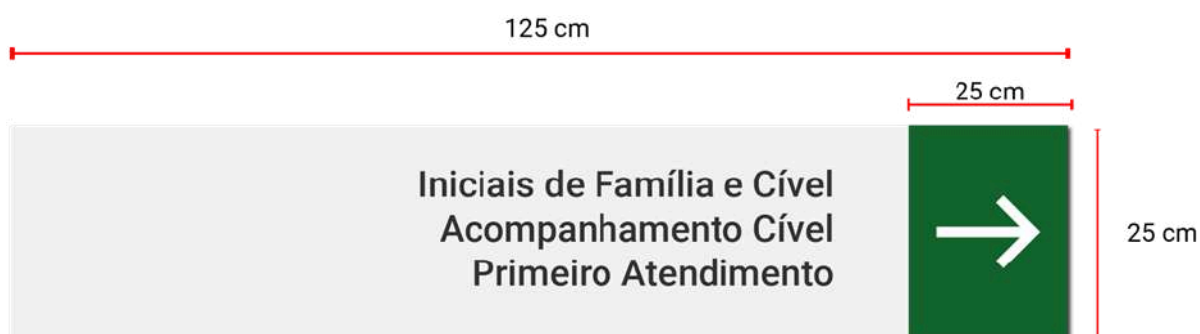 125 cm
25 cm
Iniciais de Família e Cível
Acompanhamento Cível
Primeiro Atendimento
25 cm